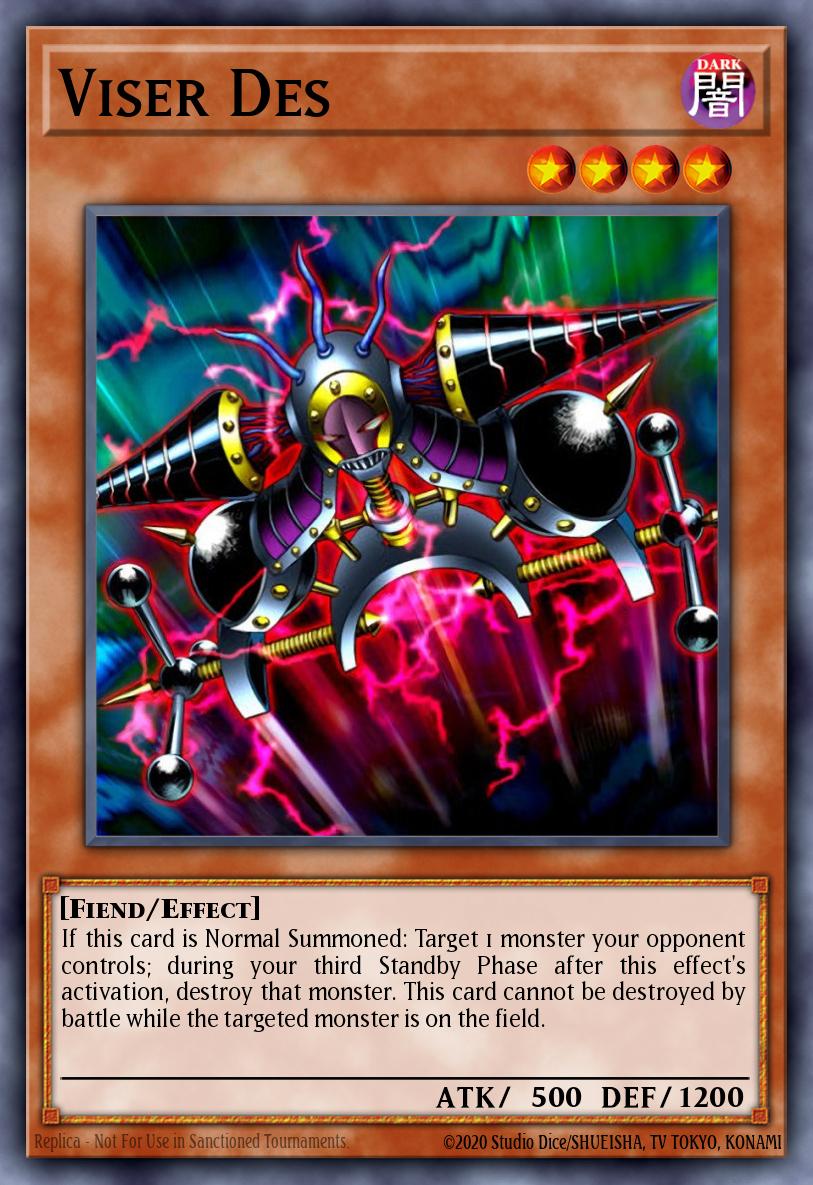 Viser Des
DARK
闇
[Fiend/Effect]
If this card is Normal Summoned: Target 1 monster your opponent
controls; during your third Standby Phase after this effect's
activation, destroy that monster. This card cannot be destroyed by
battle while the targeted monster is on the field.
ATK/ 500 DEF/1200
Replica - Not For Use in Sanctioned Tournaments.
©2020 Studio Dice/SHUEISHA, TV TOKYO, KONAMI